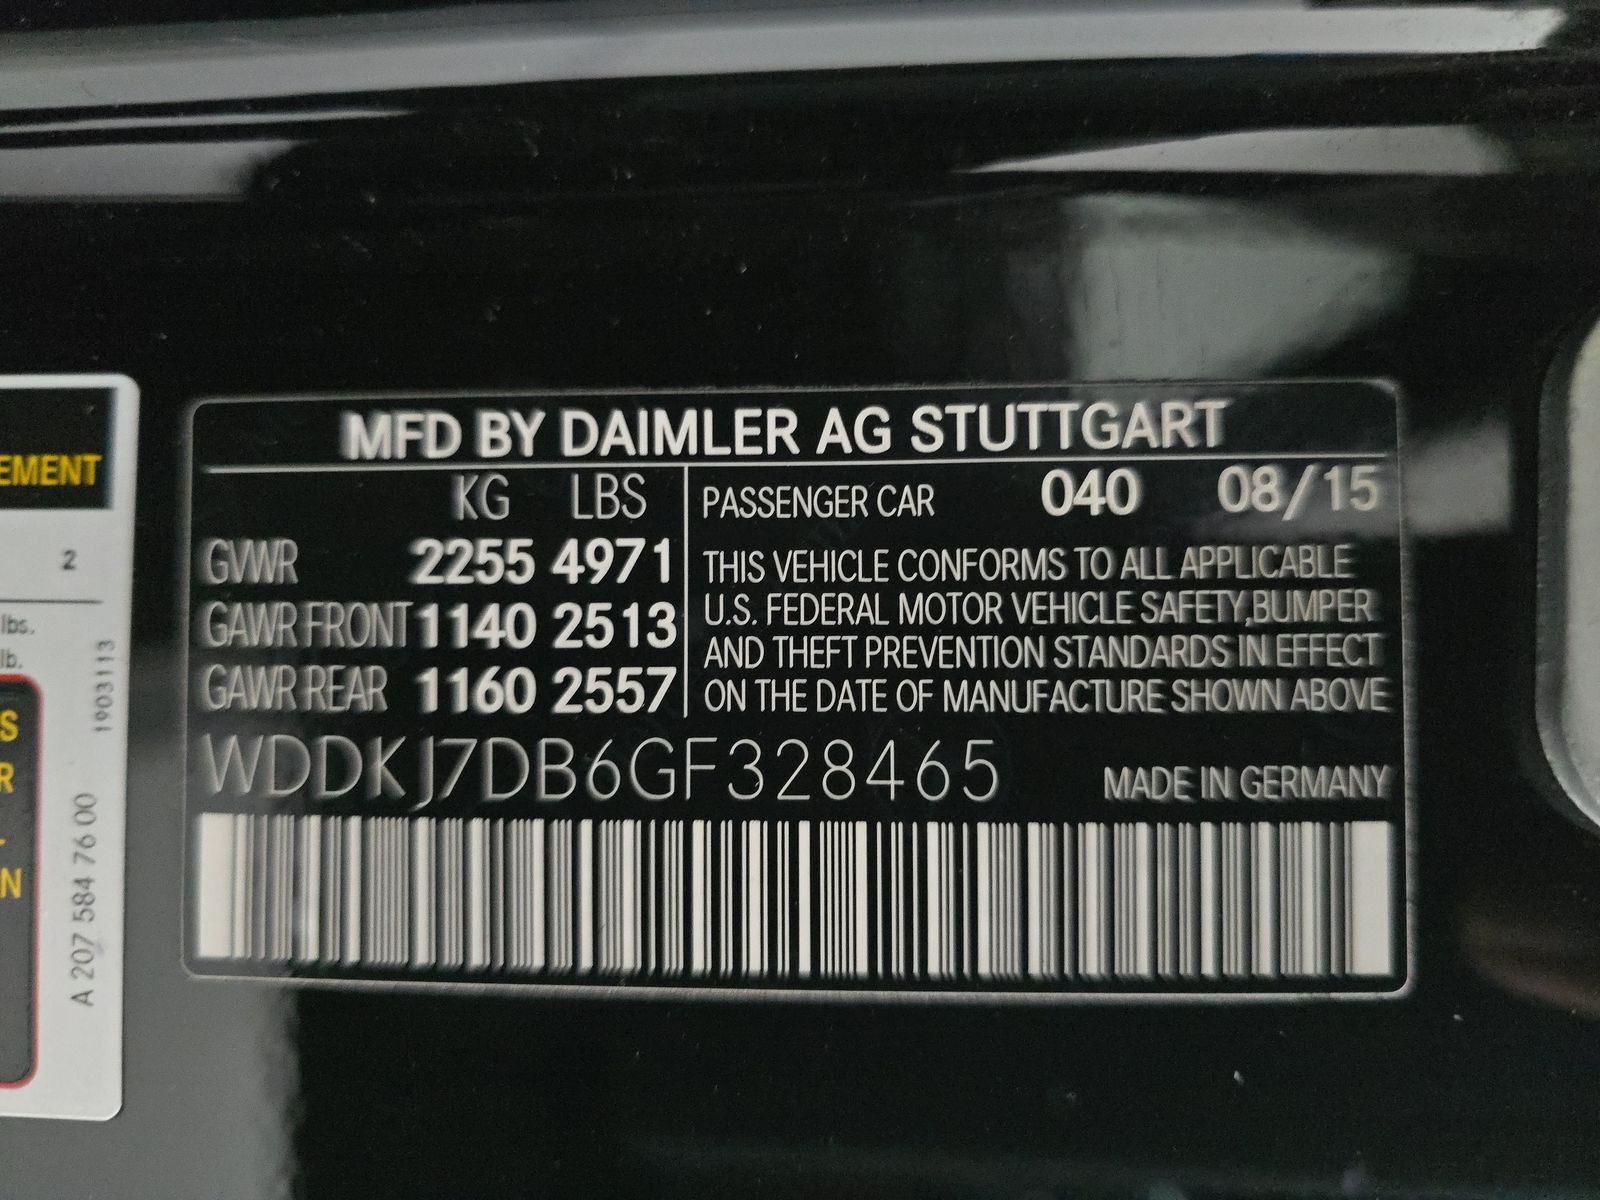 EMENT
2
lbs.
lb.
S
R
N
1903113
A 207 584 76 00
MFD BY DAIMLER AG STUTTGART
KG LBS
GVWR 2255 4971
GAWR FRONT 1140 2513
GAWR REAR 1160 2557
PASSENGER CAR 040 08/15
THIS VEHICLE CONFORMS TO ALL APPLICABLE
U.S. FEDERAL MOTOR VEHICLE SAFETY,BUMPER
AND THEFT PREVENTION STANDARDS IN EFFECT
ON THE DATE OF MANUFACTURE SHOWN ABOVE
WDDKJ7DB6GF328465
MADE IN GERMANY